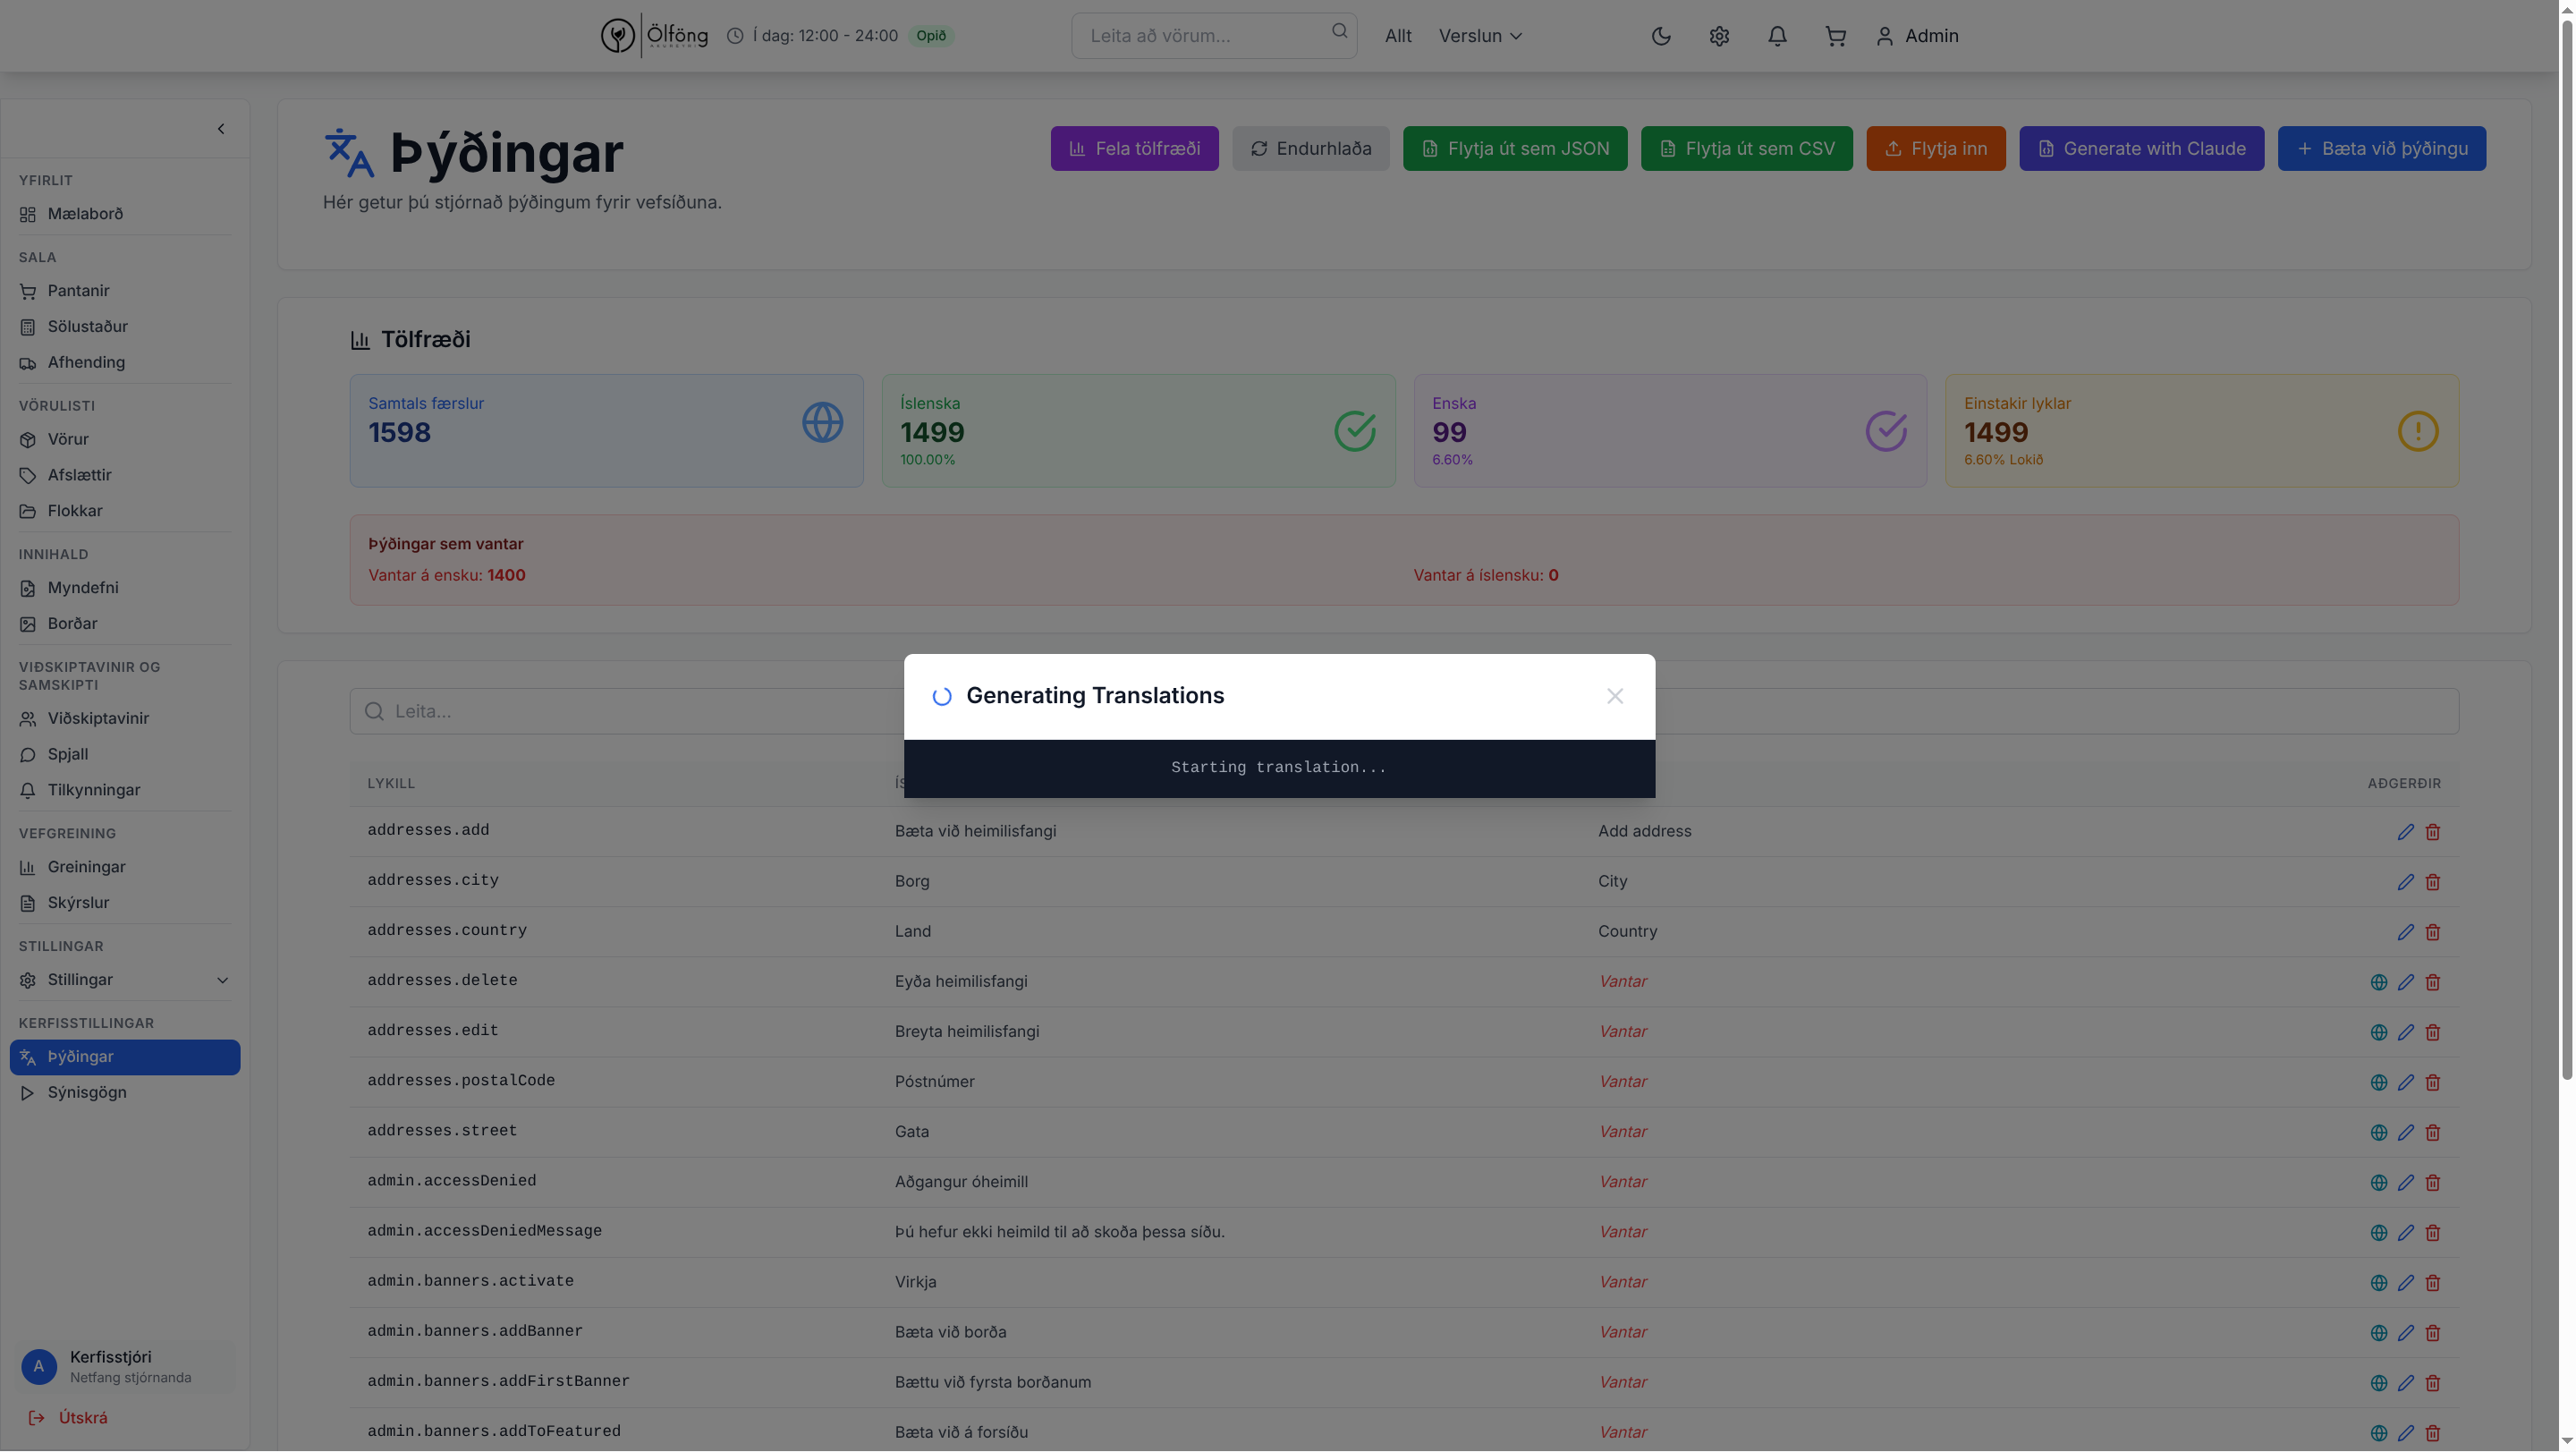 Ölföng
Í dag: 12:00 - 24:00
Opið
Leita að vörum...
Allt
Verslun
Admin
YFIRLIT
Mælaborð
SALA
Pantanir
Sölustaður
Afhending
VÖRULISTI
Vörur
Afslættir
Flokkar
INNIHALD
Myndefni
Borðar
VIÐSKIPTAVINIR OG
SAMSKIPTI
Viðskiptavinir
Spjall
Tilkynningar
VEFGREINING
Greiningar
Skýrslur
STILLINGAR
Stillingar
KERFISSTILLINGAR
Þýðingar
Sýnisgögn
A
Kerfisstjóri
Netfang stjórnanda
Útskrá
Þýðingar
Hér getur þú stjórnað þýðingum fyrir vefsíðuna.
Fela tölfræði
Endurhlaða
Flytja út sem JSON
Flytja út sem CSV
Flytja inn
Generate with Claude
Bæta við þýðingu
Tölfræði
Samtals færslur
1598
Íslenska
1499
100.00%
Enska
99
6.60%
Einstakir lyklar
1499
6.60% Lokið
Þýðingar sem vantar
Vantar á ensku: 1400
Vantar á íslensku: 0
Generating Translations
Starting translation...
Leita...
LYKILL
AÐGERÐIR
addresses.add Bæta við heimilisfangi Add address
addresses.city Borg City
addresses.country Land Country
addresses.delete Eyða heimilisfangi Vantar
addresses.edit Breyta heimilisfangi Vantar
addresses.postalCode Póstnúmer Vantar
addresses.street Gata Vantar
admin.accessDenied Aðgangur óheimill Vantar
admin.accessDeniedMessage Þú hefur ekki heimild til að skoða þessa síðu. Vantar
admin.banners.activate Virkja Vantar
admin.banners.addBanner Bæta við borða Vantar
admin.banners.addFirstBanner Bættu við fyrsta borðanum Vantar
admin.banners.addToFeatured Bæta við á forsíðu Vantar